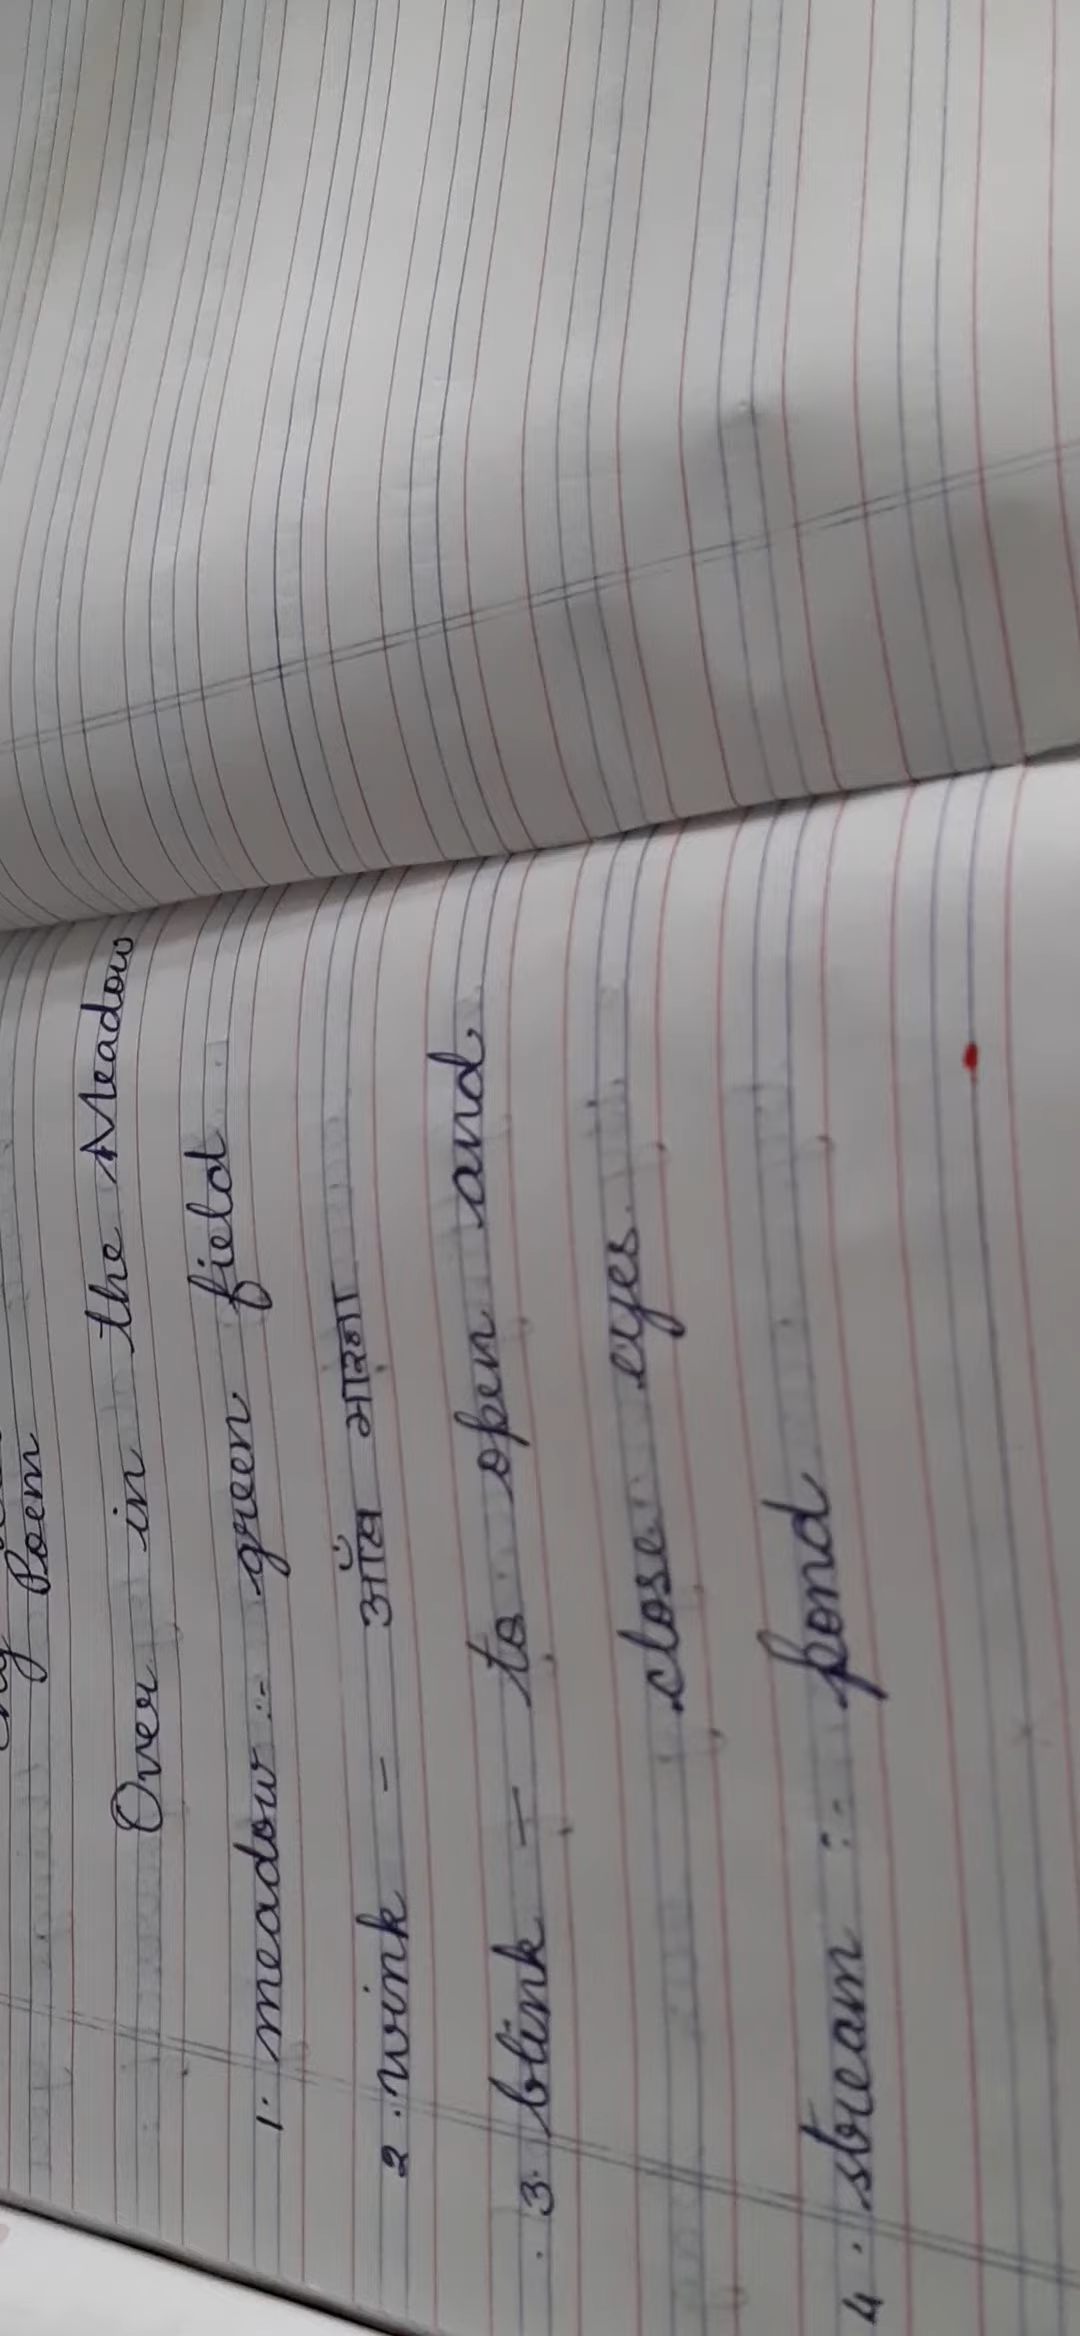 Poem
Over in the Meadow
1. meadow :- green field.
2. wink - आँख मारना
3. blink - to open and
close eyes.
4. stream :- pond